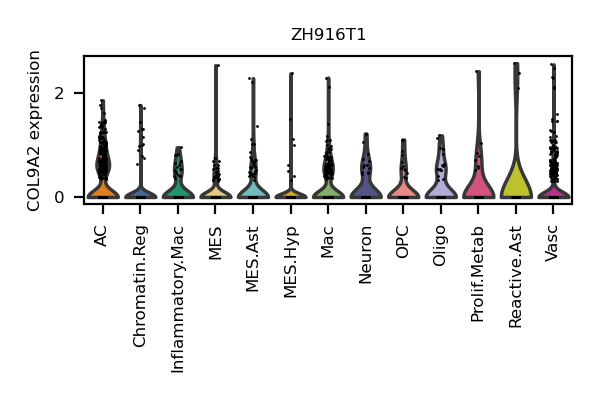 ZH916T1
COL9A2 expression
2
0
AC
Chromatin.Reg
Inflammatory.Mac
MES
MES.Ast
MES.Hyp
Mac
Neuron
OPC
Oligo
Prolif.Metab
Reactive.Ast
Vasc